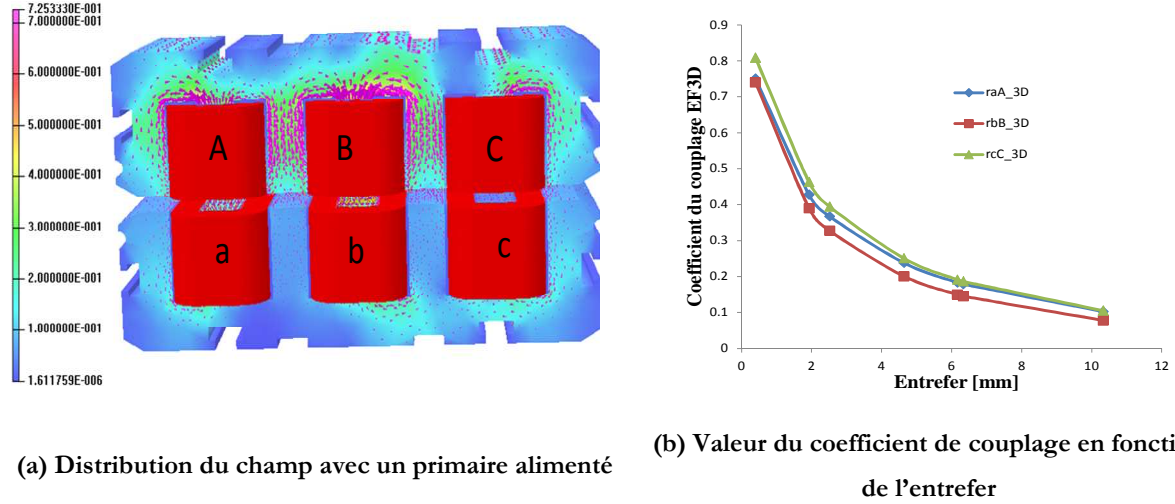 7.253330E-001
7.000000E-001
6.000000E-001
5.000000E-001
4.000000E-001
3.000000E-001
2.000000E-001
1.000000E-001
1.611759E-006
A B C
a b c
(a) Distribution du champ avec un primaire alimenté
Coefficient du couplage EF3D
0.9
0.8
0.7
0.6
0.5
0.4
0.3
0.2
0.1
0
raA_3D
rbB_3D
rcC_3D
0 2 4 6 8 10 12
Entrefer [mm]
(b) Valeur du coefficient de couplage en foncti
de l'entrefer